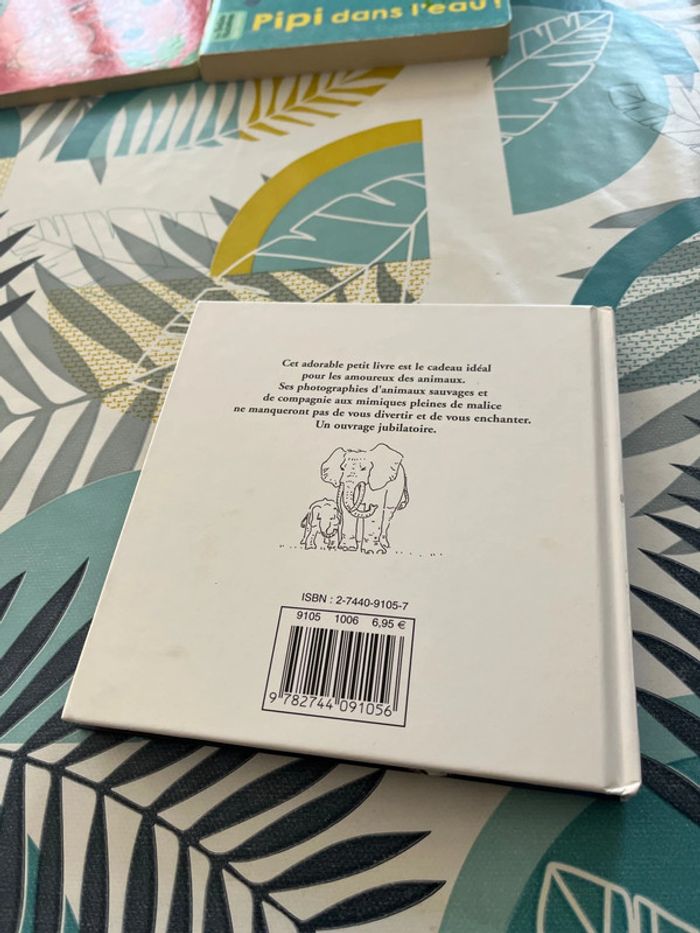 Pipi dans l'eau !
Cet adorable petit livre est le cadeau idéal
pour les amoureux des animaux.
Ses photographies d'animaux sauvages et
de compagnie aux mimiques pleines de malice
ne manqueront pas de vous divertir et de vous enchanter.
Un ouvrage jubilatoire.
ISBN : 2-7440-9105-7
9105 1006 6,95 €
9 782744 091056